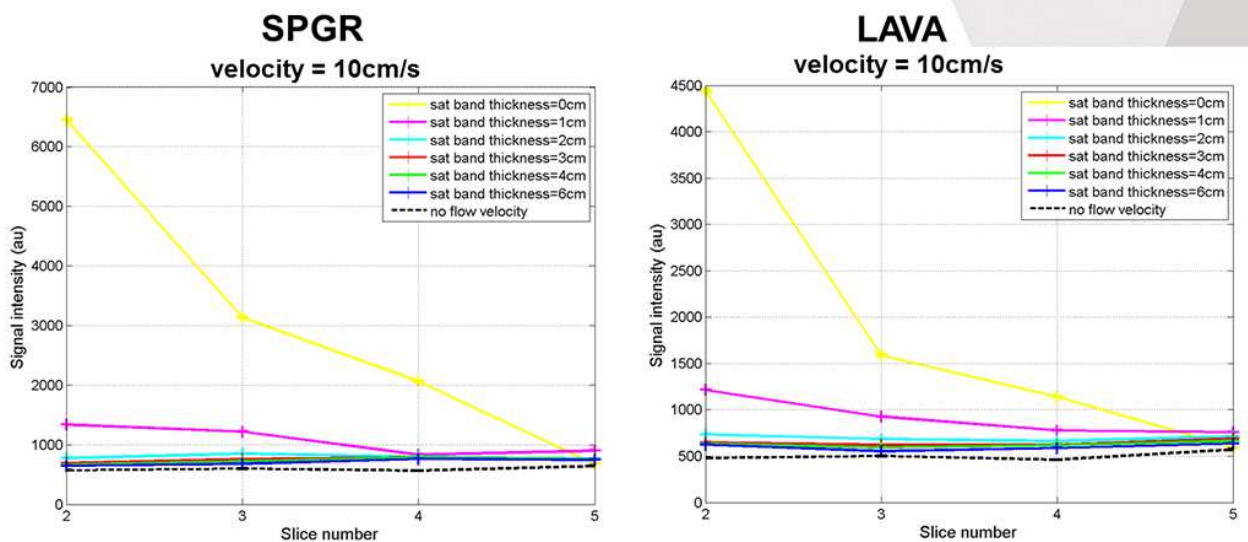 SPGR
velocity = 10cm/s
7000
6000
5000
4000
3000
2000
1000
0
Signal intensity (au)
sat band thickness=0cm
sat band thickness=1cm
sat band thickness=2cm
sat band thickness=3cm
sat band thickness=4cm
sat band thickness=6cm
no flow velocity
2 3 4 5
Slice number
LAVA
velocity = 10cm/s
4500
4000
3500
3000
2500
2000
1500
1000
500
0
Signal intensity (au)
sat band thickness=0cm
sat band thickness=1cm
sat band thickness=2cm
sat band thickness=3cm
sat band thickness=4cm
sat band thickness=6cm
no flow velocity
2 3 4 5
Slice number